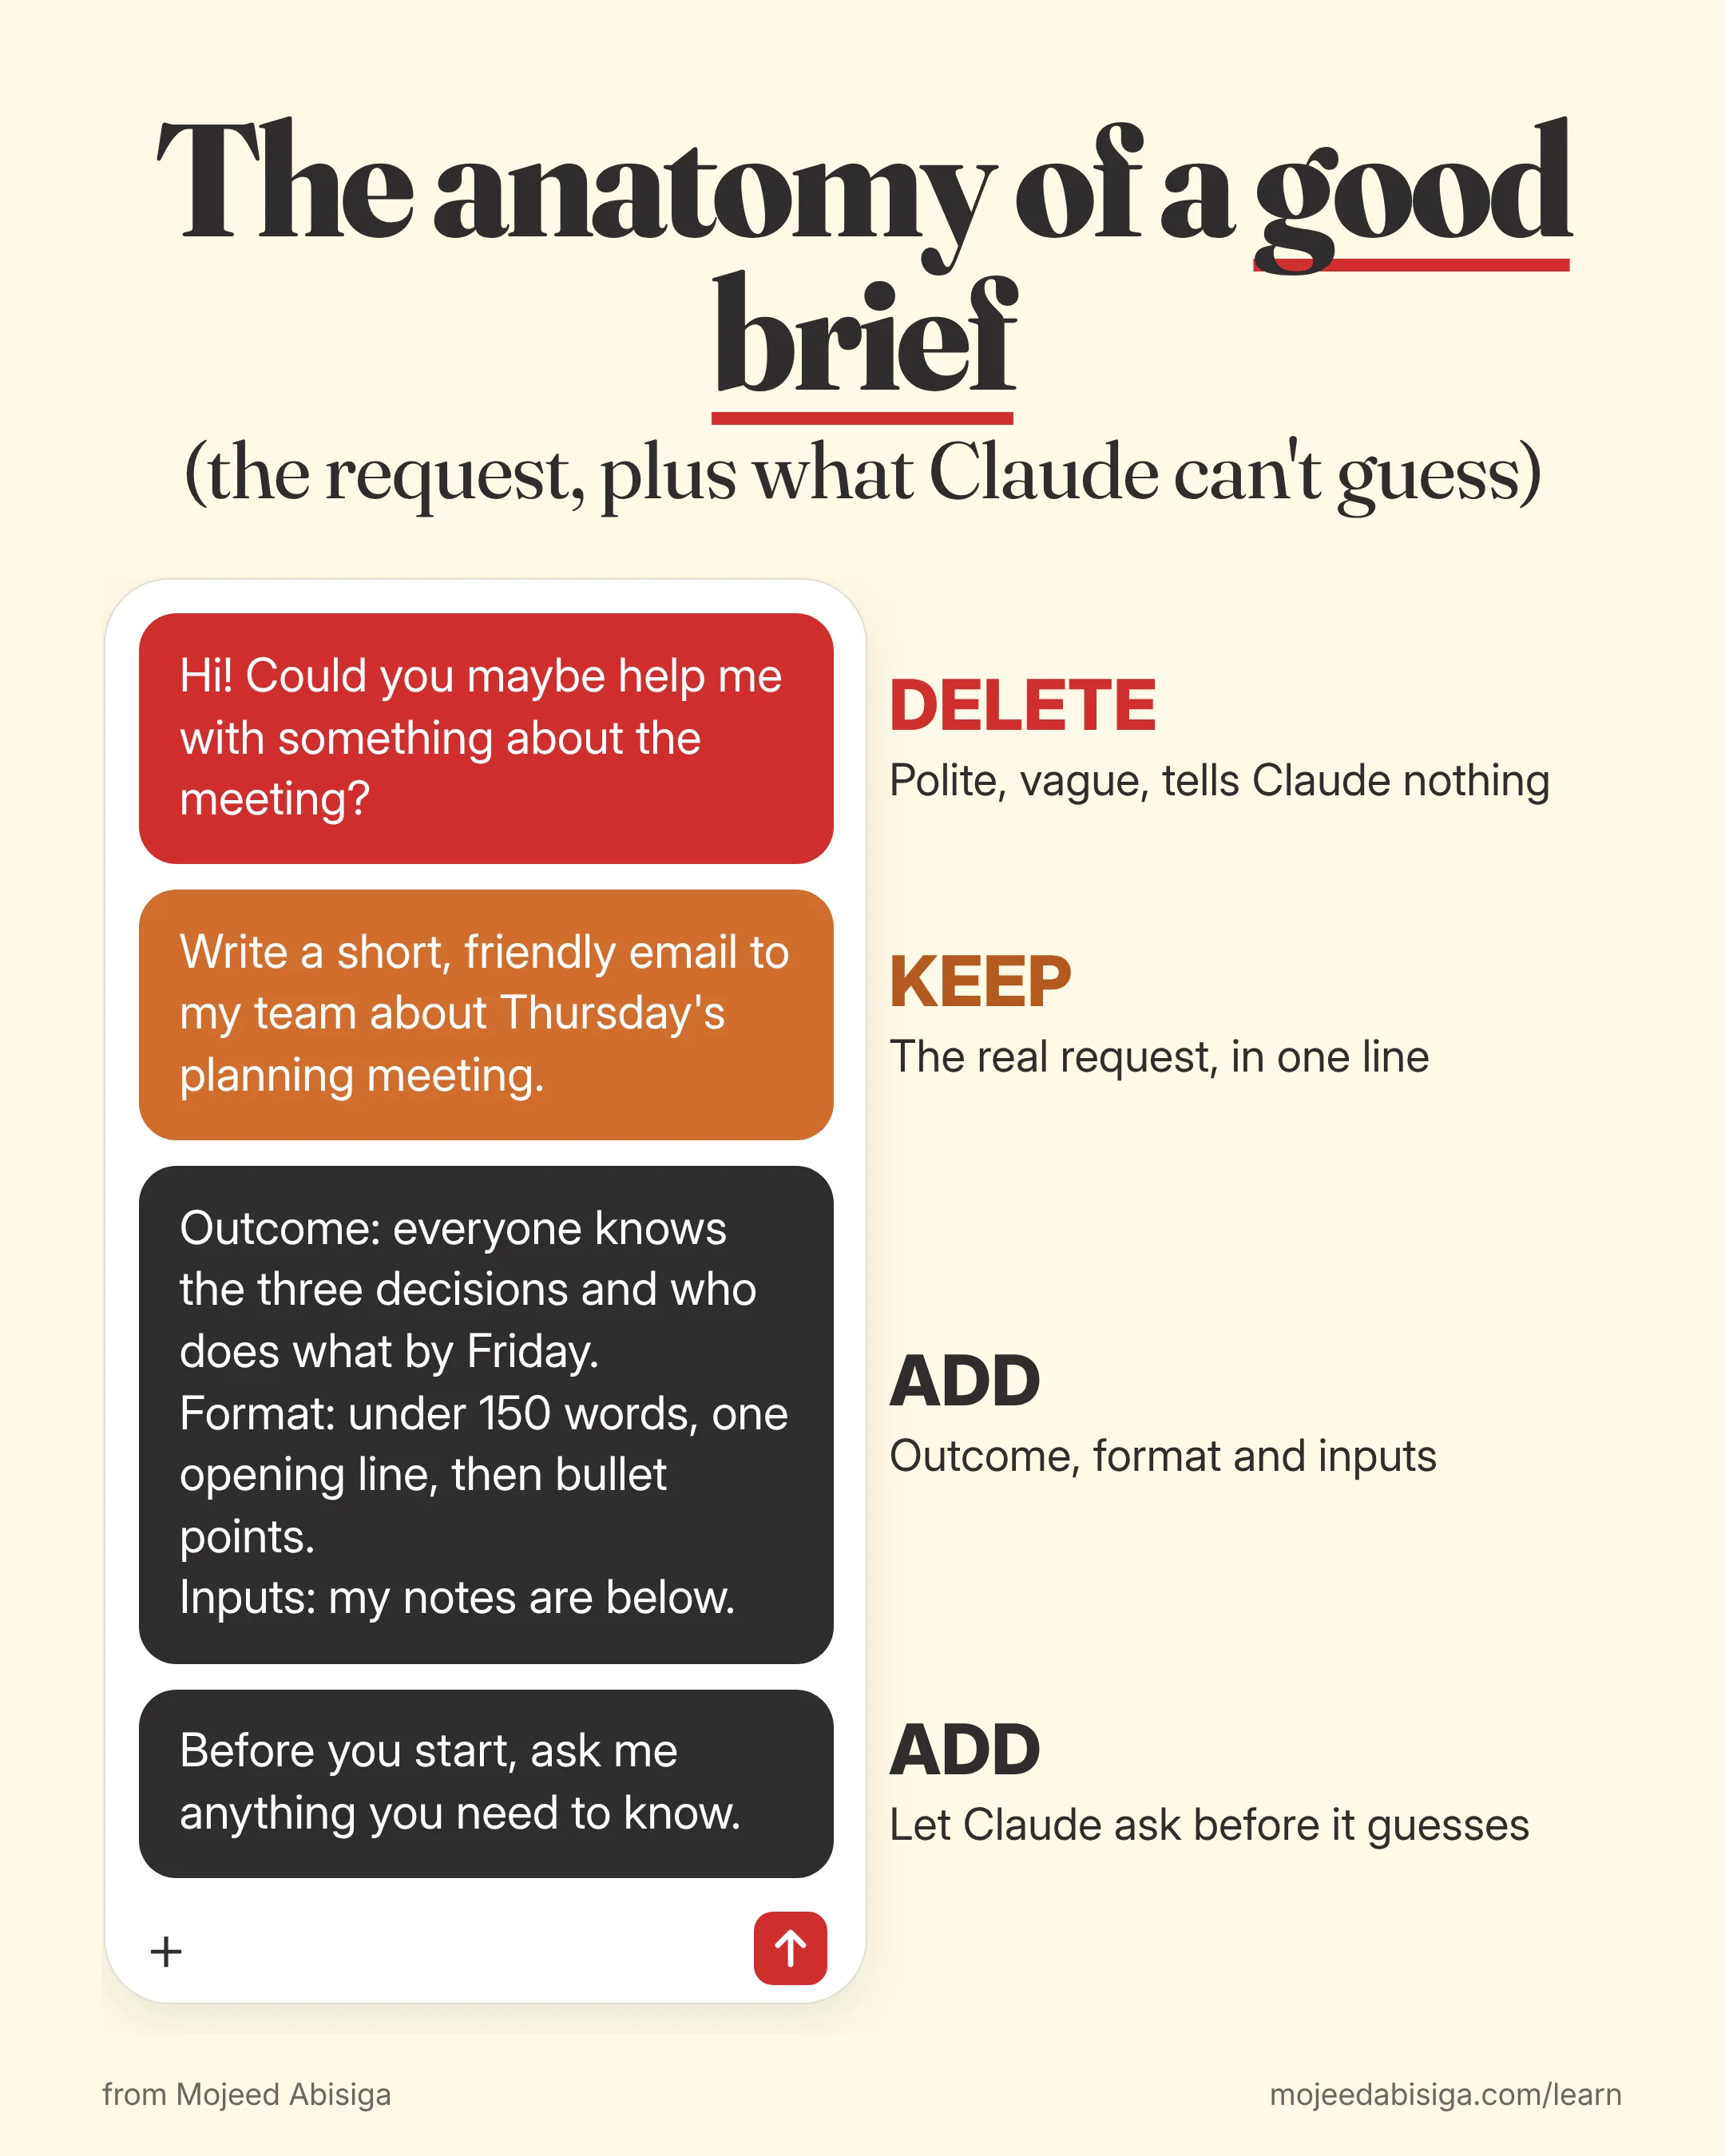 The anatomy of a good
brief
(the request, plus what Claude can't guess)
Hi! Could you maybe help me
with something about the
meeting?
DELETE
Polite, vague, tells Claude nothing
Write a short, friendly email to
my team about Thursday's
planning meeting.
KEEP
The real request, in one line
Outcome: everyone knows
the three decisions and who
does what by Friday.
Format: under 150 words, one
opening line, then bullet
points.
Inputs: my notes are below.
ADD
Outcome, format and inputs
Before you start, ask me
anything you need to know.
ADD
Let Claude ask before it guesses
from Mojeed Abisiga
mojeedabisiga.com/learn